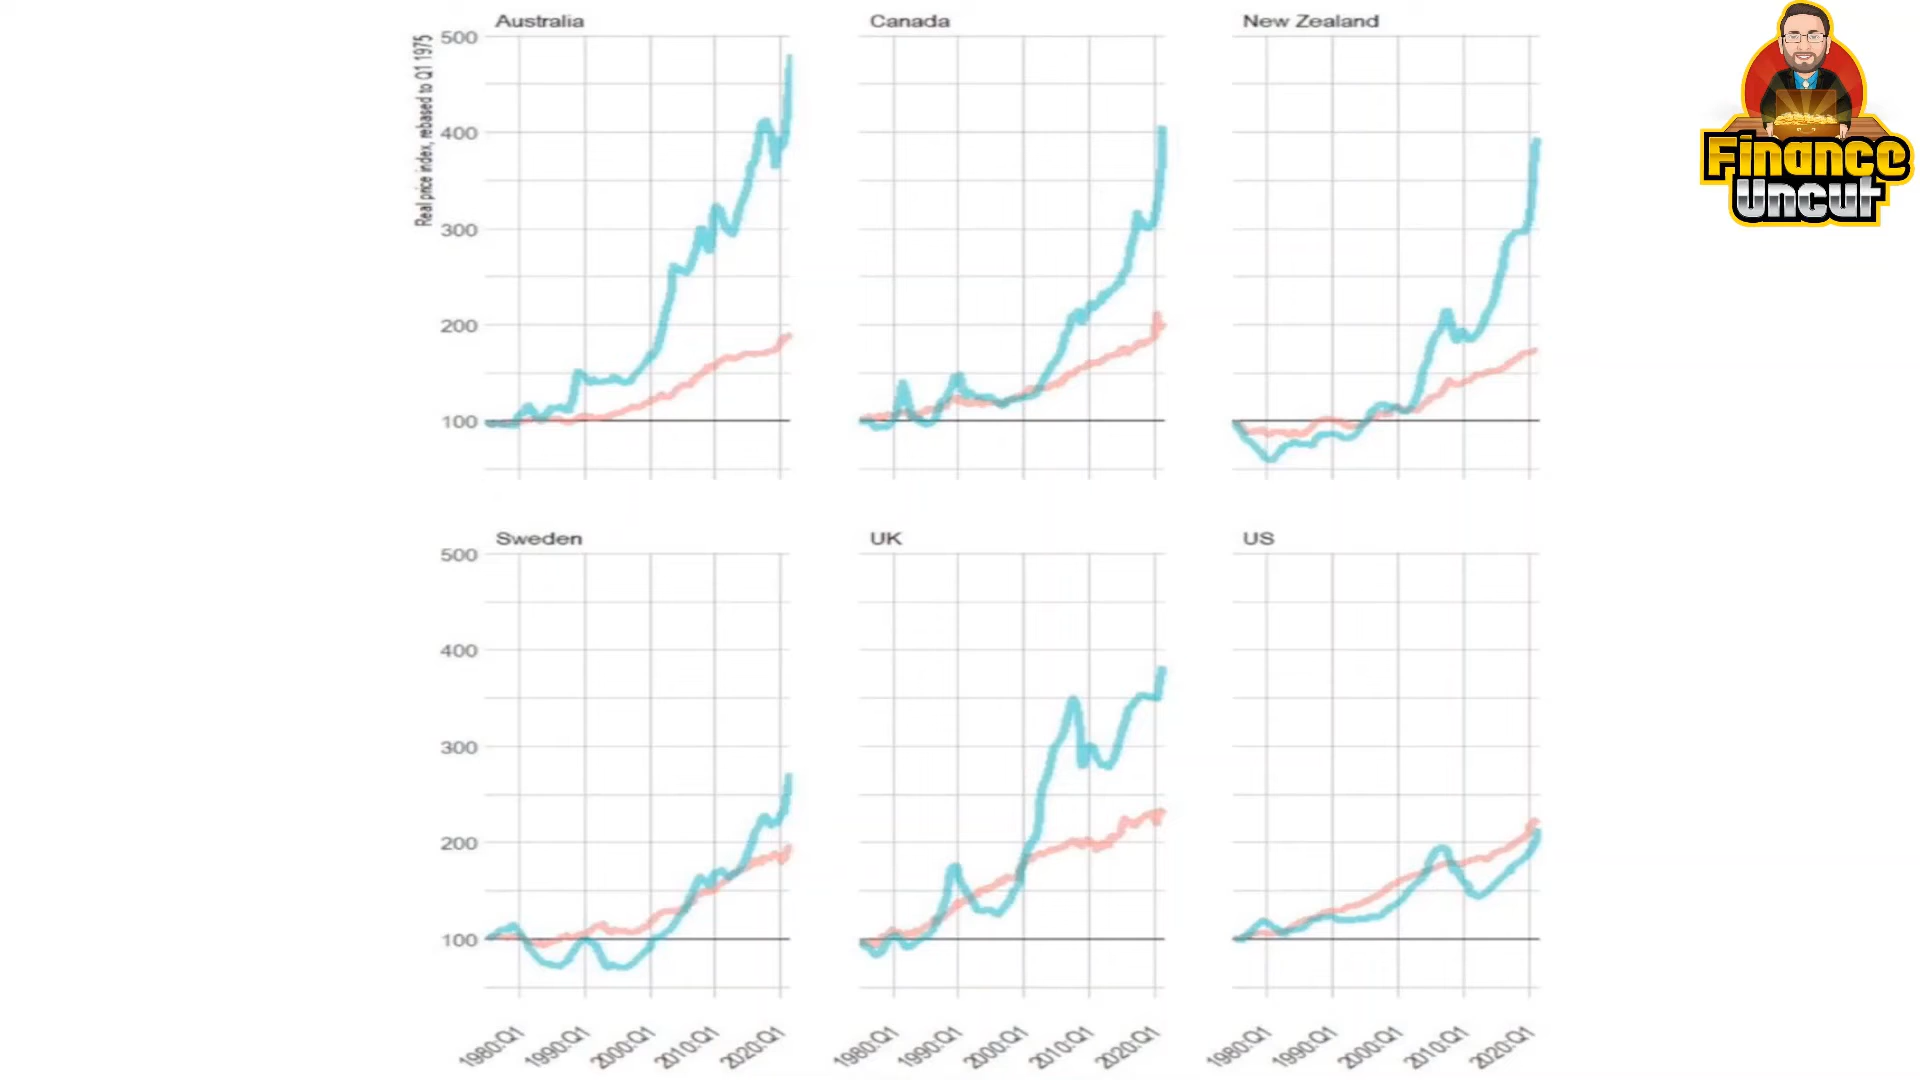 Australia
Canada
New Zealand
Finance
Uncut
Real price index, rebased to Q1 1975
500
400
300
200
100
Sweden
UK
US
500
400
300
200
100
1980:Q1
1990:Q1
2000:Q1
2010:Q1
2020:Q1
1980:Q1
1990:Q1
2000:Q1
2010:Q1
2020:Q1
1980:Q1
1990:Q1
2000:Q1
2010:Q1
2020:Q1